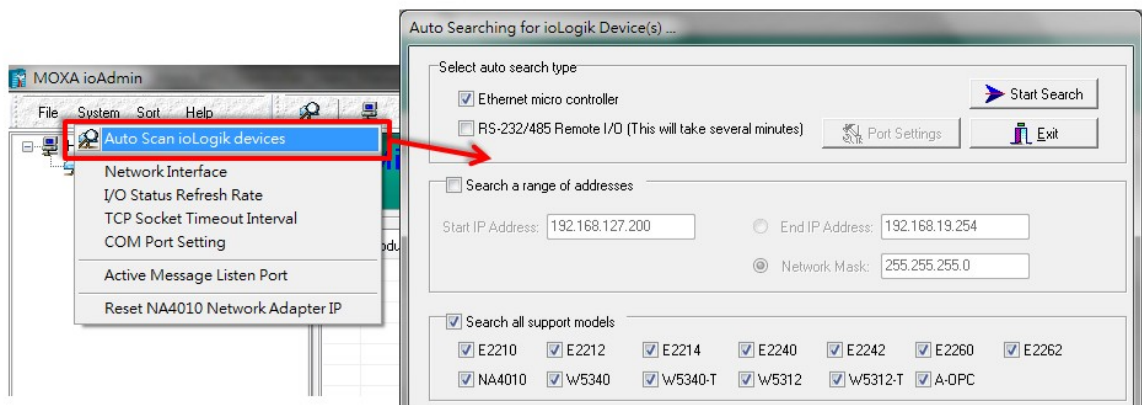 MOXA ioAdmin
File System Sort Help
Auto Scan ioLogik devices
Network Interface
I/O Status Refresh Rate
TCP Socket Timeout Interval
COM Port Setting
Active Message Listen Port
Reset NA4010 Network Adapter IP
Auto Searching for ioLogik Device(s) ...
Select auto search type
Ethernet micro controller
Start Search
RS-232/485 Remote I/O (This will take several minutes)
Port Settings
Exit
Search a range of addresses
Start IP Address: 192.168.127.200
End IP Address: 192.168.19.254
Network Mask: 255.255.255.0
Search all support models
E2210 E2212 E2214 E2240 E2242 E2260 E2262
NA4010 W5340 W5340-T W5312 W5312-T A-OPC